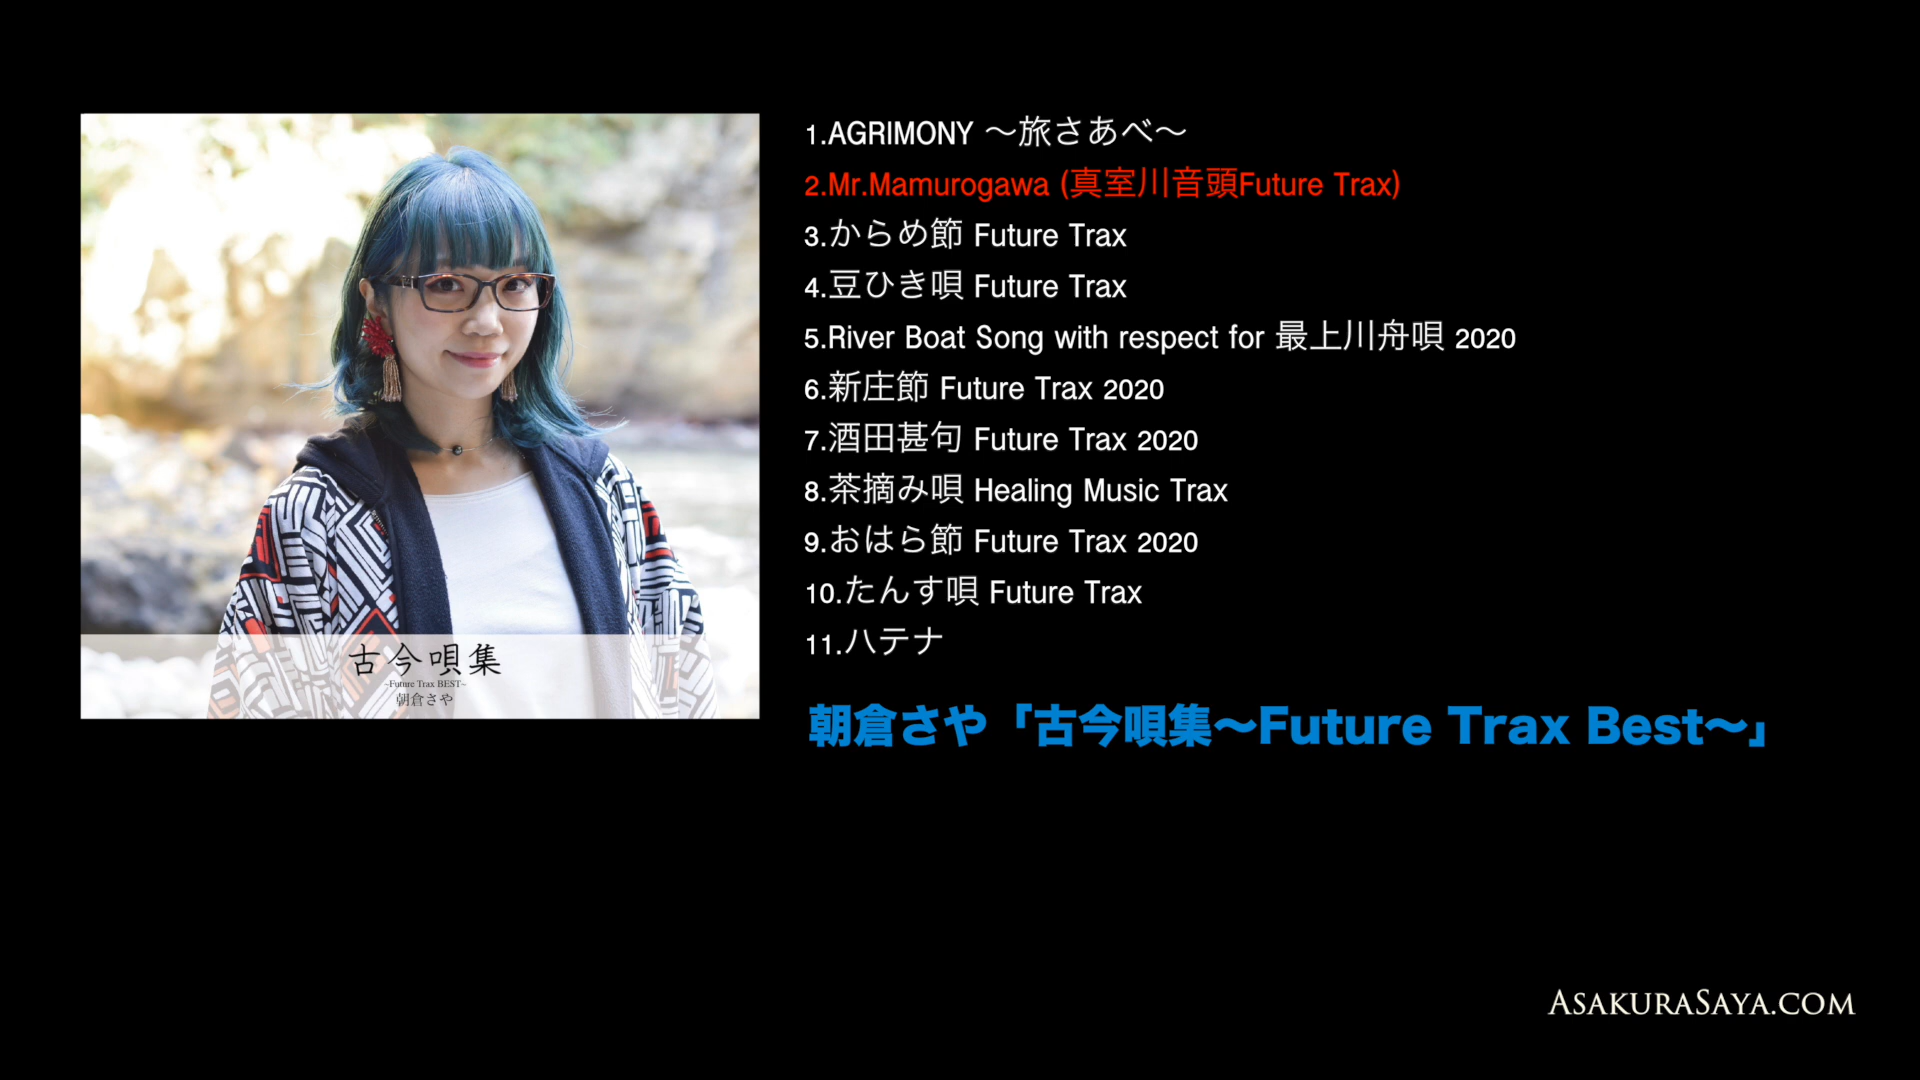 1.AGRIMONY 〜旅さあべ〜
2.Mr.Mamurogawa (真室川音頭Future Trax)
3.からめ節 Future Trax
4.豆ひき唄 Future Trax
5.River Boat Song with respect for 最上川舟唄 2020
6.新庄節 Future Trax 2020
7.酒田甚句 Future Trax 2020
8.茶摘み唄 Healing Music Trax
9.おはら節 Future Trax 2020
10.たんす唄 Future Trax
11.ハテナ
古今唄集
~Future Trax BEST~
朝倉さや
朝倉さや「古今唄集〜Future Trax Best〜」
ASAKURASAYA.COM